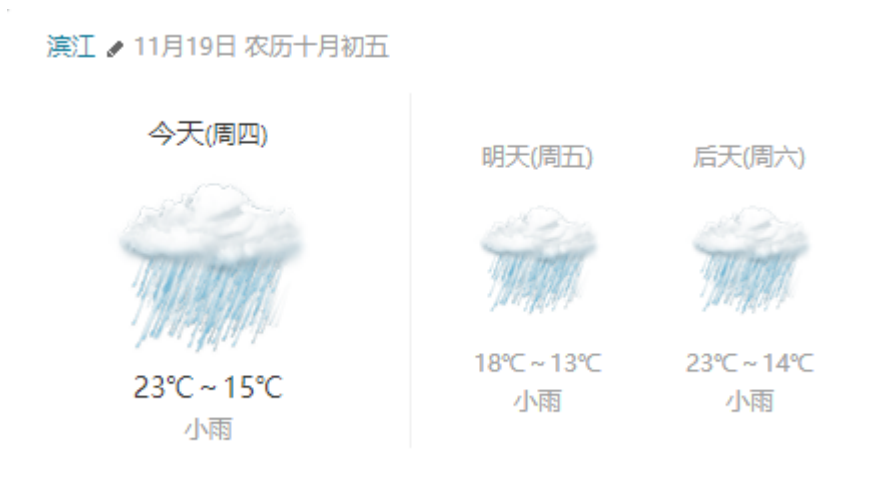 滨江 11月19日 农历十月初五
今天(周四)
23℃ ~ 15℃
小雨
明天(周五)
18℃ ~ 13℃
小雨
后天(周六)
23℃ ~ 14℃
小雨